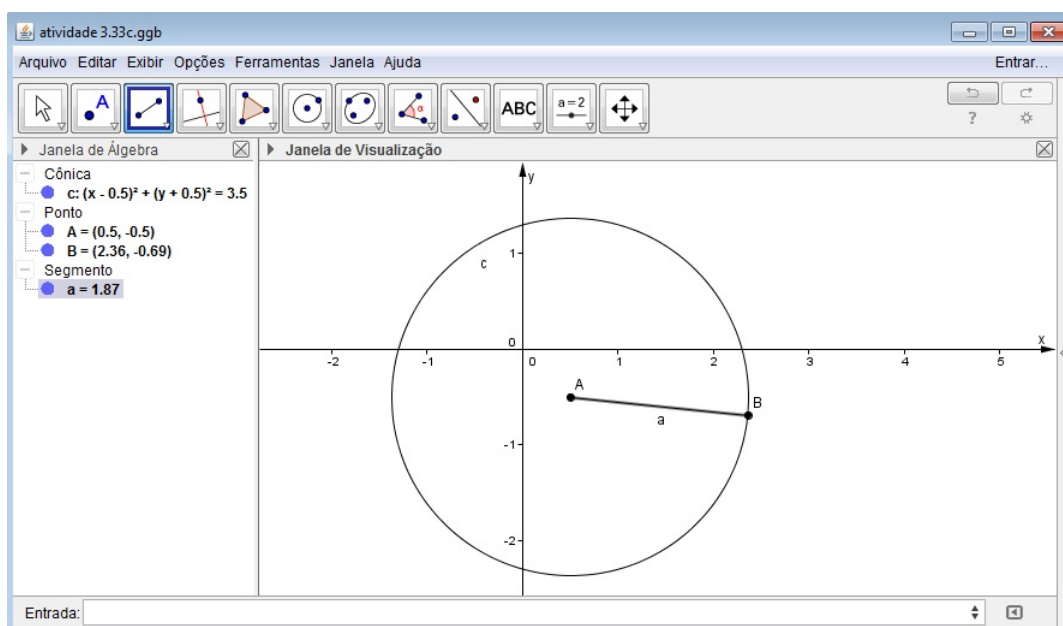 atividade 3.33c.ggb
Arquivo Editar Exibir Opções Ferramentas Janela Ajuda Entrar...
A α ABC a = 2 ?
Janela de Álgebra
Janela de Visualização
Cônica
c: (x - 0.5)² + (y + 0.5)² = 3.5
Ponto
A = (0.5, -0.5)
B = (2.36, -0.69)
Segmento
a = 1.87
y
c
1
0
x
-2 -1 0 1 2 3 4 5
A
B
a
-1
-2
Entrada: